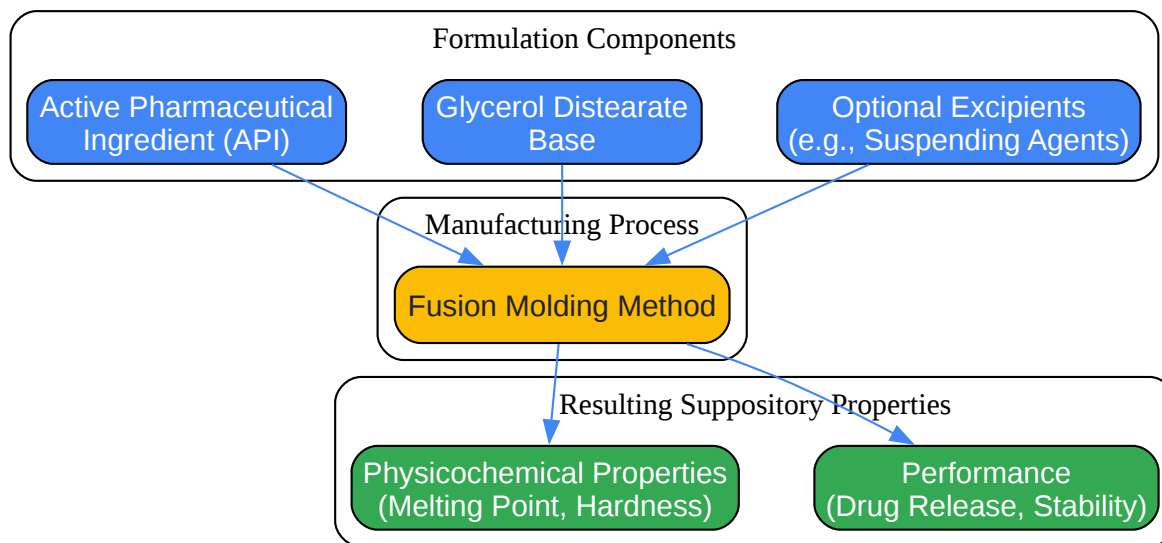 Formulation Components
Active Pharmaceutical
Ingredient (API)
Glycerol Distearate
Base
Optional Excipients
(e.g., Suspending Agents)
Manufacturing Process
Fusion Molding Method
Resulting Suppository Properties
Physicochemical Properties
(Melting Point, Hardness)
Performance
(Drug Release, Stability)